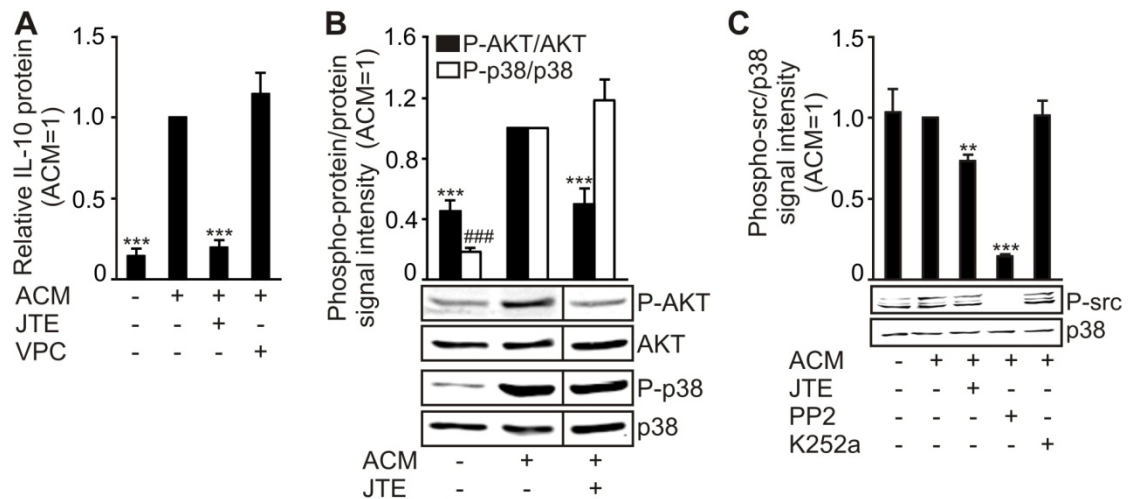 A
Relative IL-10 protein
(ACM=1)
1.5
1.0
0.5
0
***
***
ACM - + + +
JTE - - + -
VPC - - - +
B
Phospho-protein/protein
signal intensity (ACM=1)
1.6
1.2
0.8
0.4
0
P-AKT/AKT
P-p38/p38
***
###
***
P-AKT
AKT
P-p38
p38
ACM - + +
JTE - - +
C
Phospho-src/p38
signal intensity
(ACM=1)
1.5
1.0
0.5
0
**
***
P-src
p38
ACM - + + + +
JTE - - + - -
PP2 - - - + -
K252a - - - - +